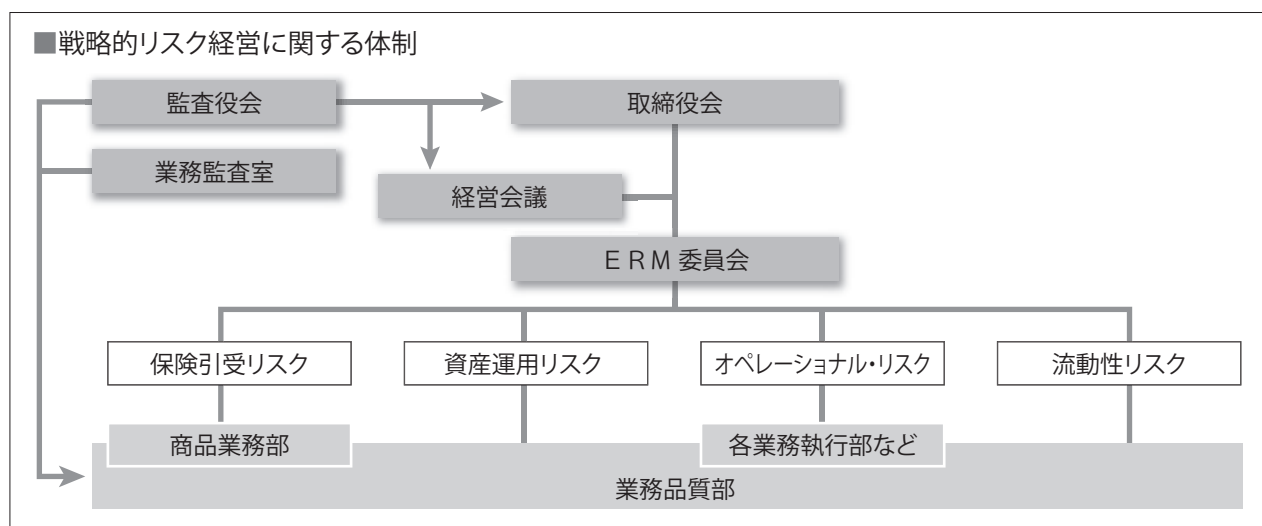 ■戦略的リスク経営に関する体制
監査役会
取締役会
業務監査室
経営会議
ERM委員会
保険引受リスク
資産運用リスク
オペレーショナル・リスク
流動性リスク
商品業務部
各業務執行部など
業務品質部